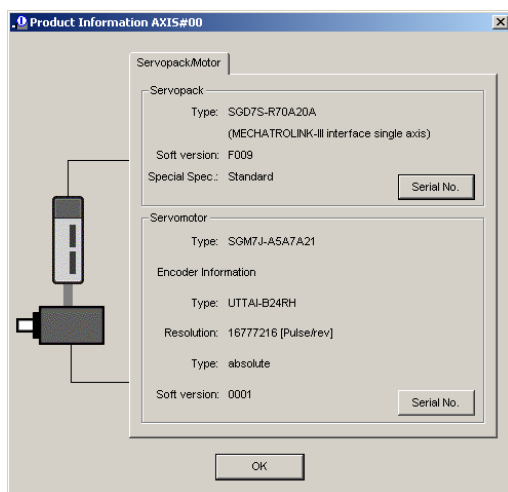 Product Information AXIS#00
Servopack/Motor
Servopack
Type: SGD7S-R70A20A
(MECHATROLINK-III interface single axis)
Soft version: F009
Special Spec.: Standard
Serial No.
Servomotor
Type: SGM7J-A5A7A21
Encoder Information
Type: UTTAI-B24RH
Resolution: 16777216 [Pulse/rev]
Type: absolute
Soft version: 0001
Serial No.
OK